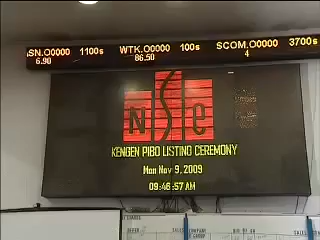 .SN.O0000 1100s WTK.O0000 100s SCOM.O0000 3700s
6.90 86.50 4
NSE
KENGEN PIBO LISTING CEREMONY
Mon Nov 9, 2009
09:46:57 AM